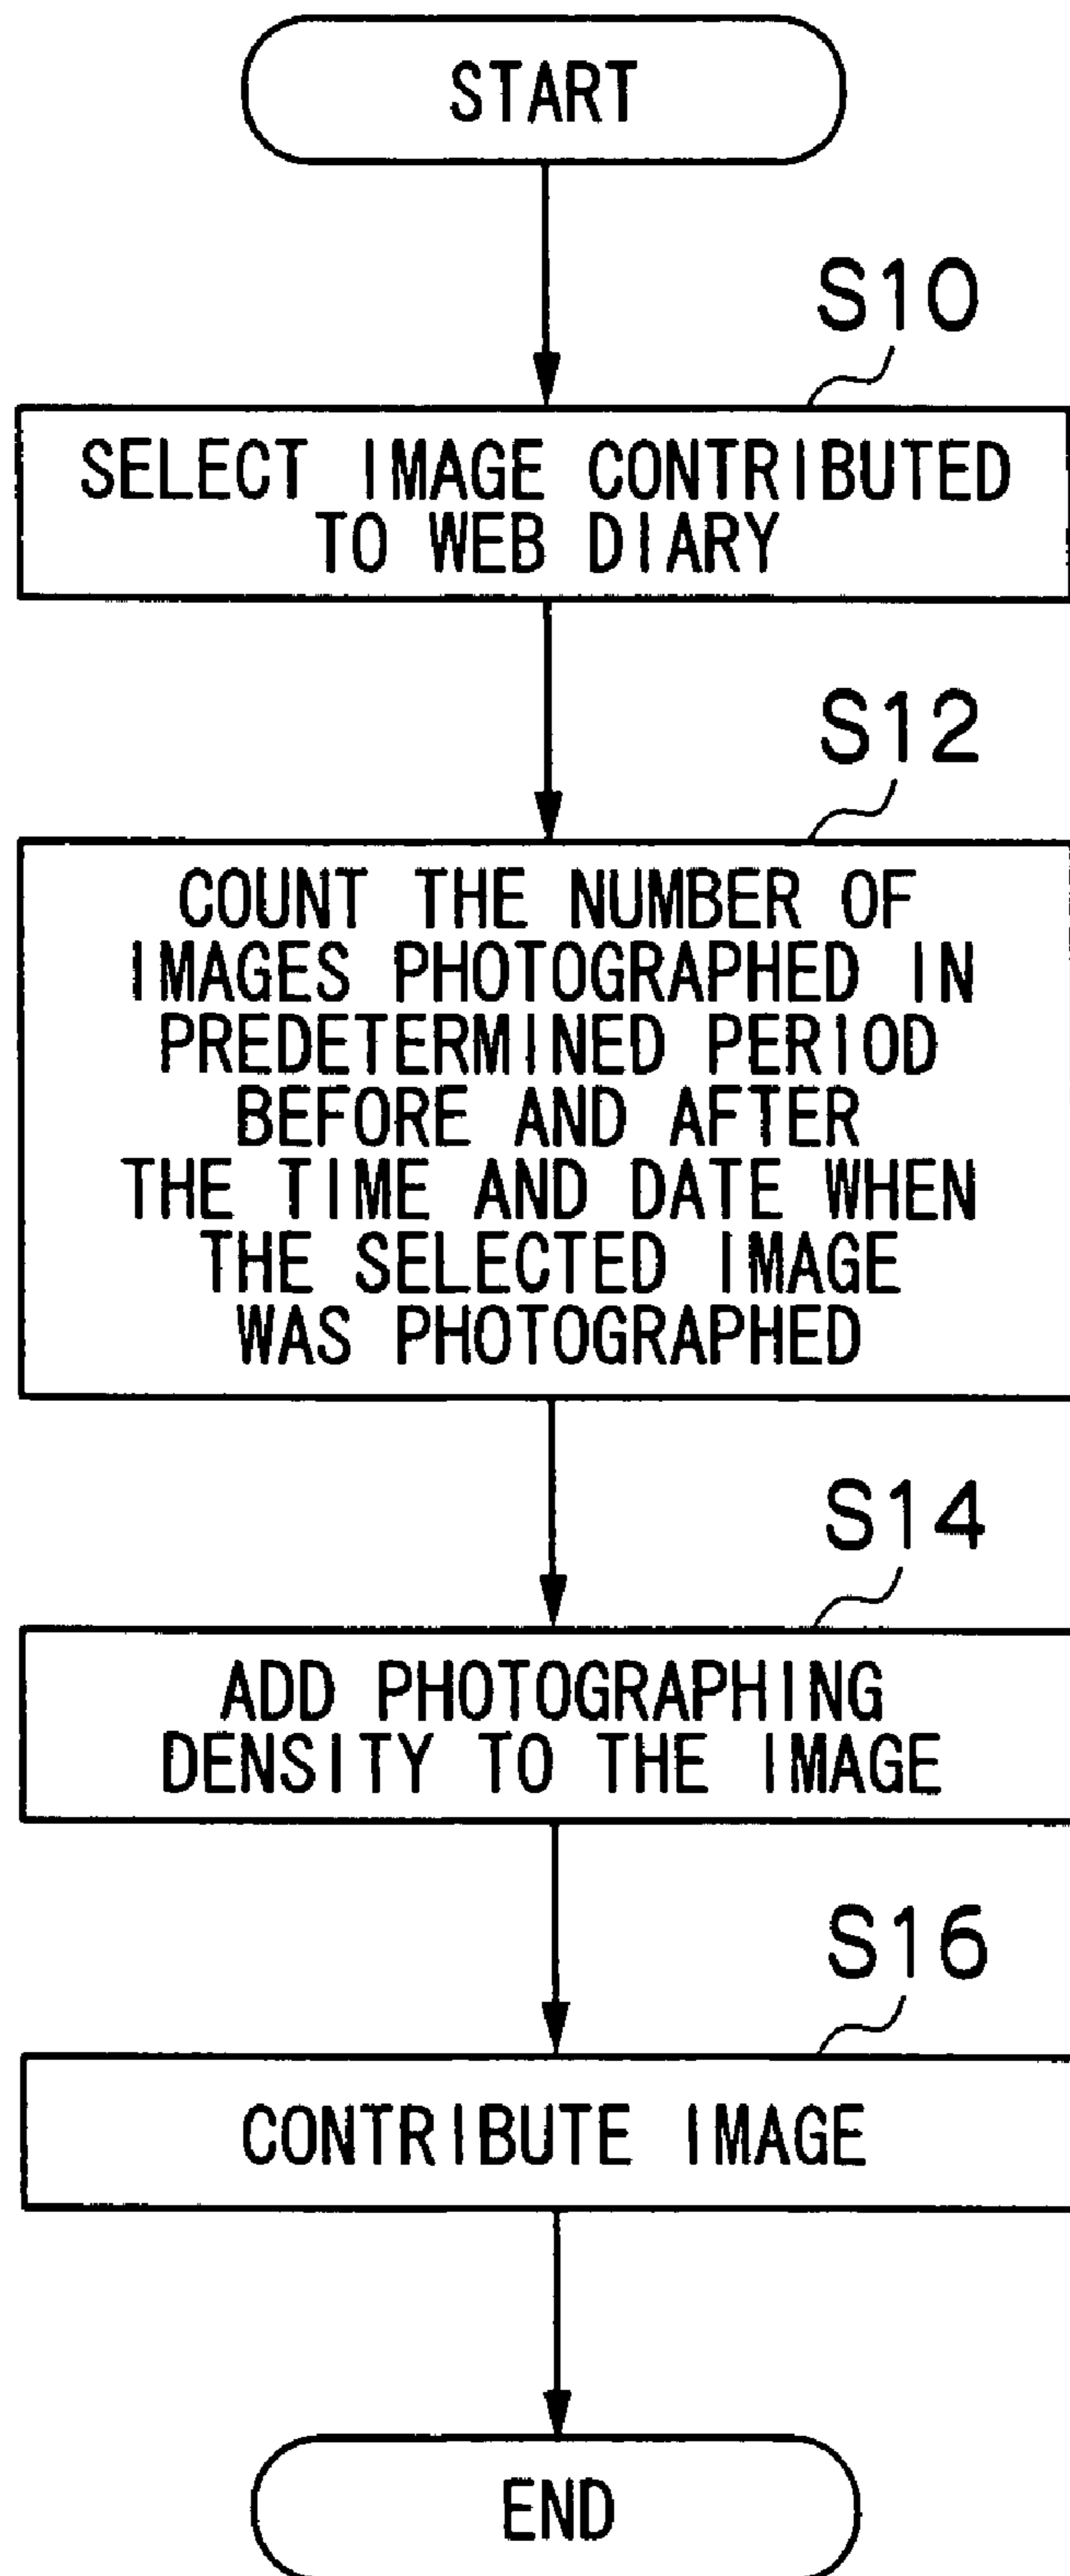 START
S10
SELECT IMAGE CONTRIBUTED
TO WEB DIARY
S12
COUNT THE NUMBER OF
IMAGES PHOTOGRAPHED IN
PREDETERMINED PERIOD
BEFORE AND AFTER
THE TIME AND DATE WHEN
THE SELECTED IMAGE
WAS PHOTOGRAPHED
S14
ADD PHOTOGRAPHING
DENSITY TO THE IMAGE
S16
CONTRIBUTE IMAGE
END